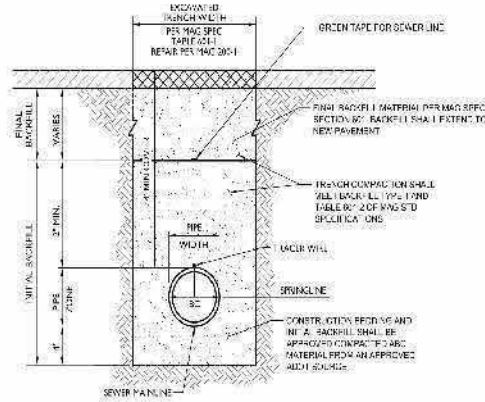 EXCAVATED
TRENCH WIDTH
PER MAG SPEC
TABLE 601-1
REPAIR PER MAG 200-1
GREEN TAPE FOR SEWER LINE
FINAL
BACKFILL
VARIES
FINAL BACKFILL MATERIAL PER MAG SPEC
SECTION 601. BACKFILL SHALL EXTEND TO
NEW PAVEMENT
MIN COVER
TRENCH COMPACTION SHALL
MEET BACKFILL TYPE I AND
TABLE 601-2 OF MAG STD
SPECIFICATIONS
INITIAL BACKFILL
MIN.
PIPE
WIDTH
TRACER WIRE
PIPE
ZONE
SPRINGLINE
CONSTRUCTION BEDDING AND
INITIAL BACKFILL SHALL BE
APPROVED COMPACTED ABC
MATERIAL FROM AN APPROVED
ADOT SOURCE
4"
SEWER MAINLINE